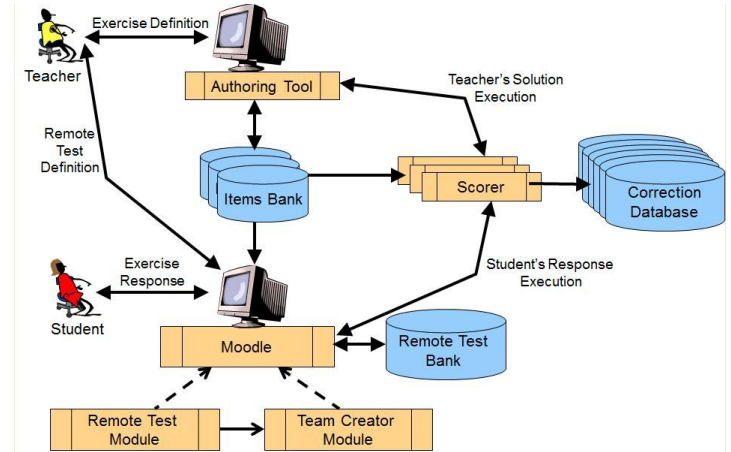 Exercise Definition
Teacher
Authoring Tool
Teacher's Solution
Execution
Remote
Test
Definition
Items Bank
Scorer
Correction
Database
Exercise
Response
Student's Response
Execution
Student
Moodle
Remote Test
Bank
Remote Test
Module
Team Creator
Module